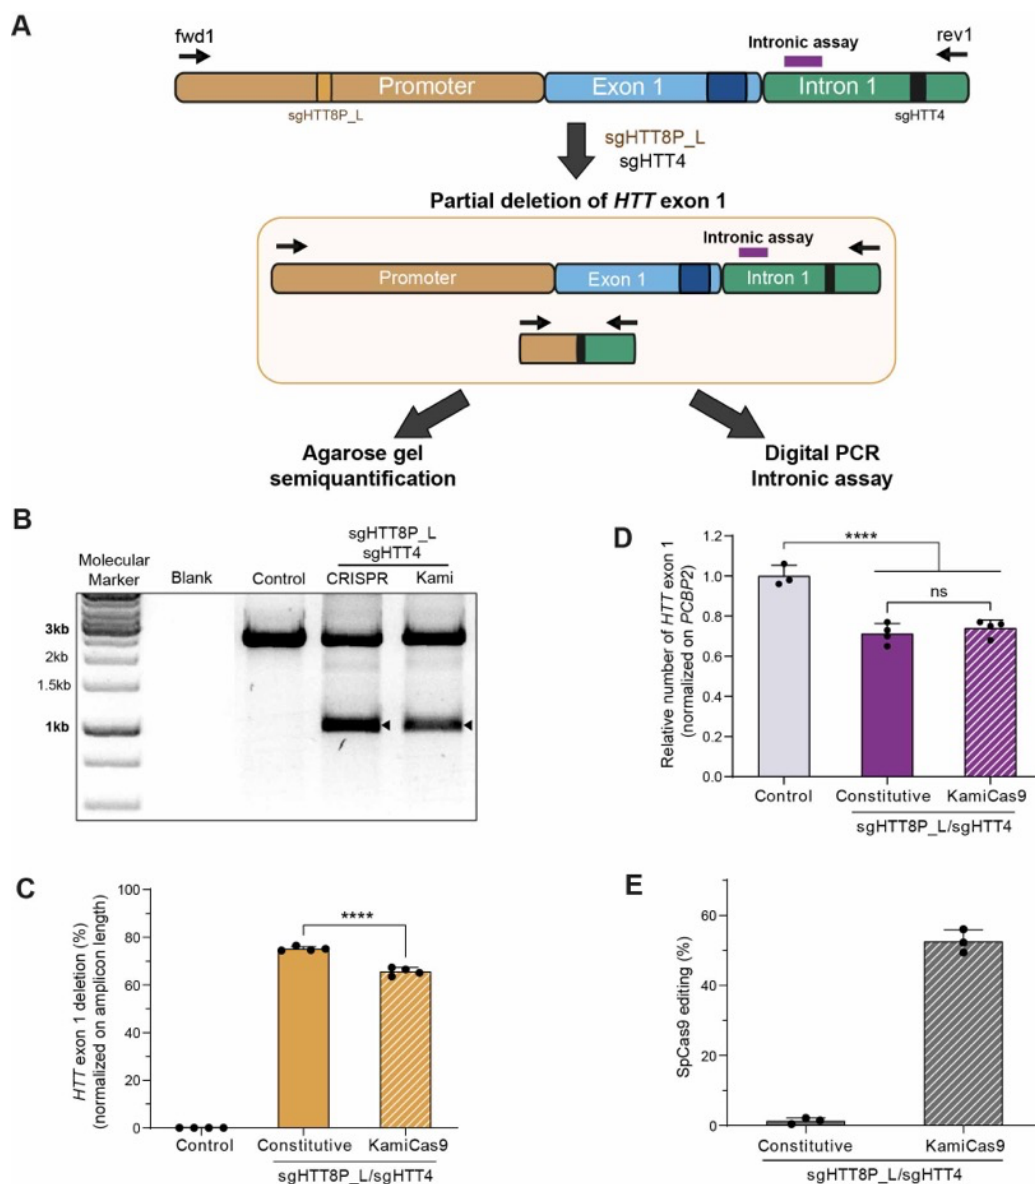 A
fwd1
Intronic assay
rev1
Promoter
Exon 1
Intron 1
sgHTT8P_L
sgHTT4
sgHTT8P_L
sgHTT4
Partial deletion of HTT exon 1
Intronic assay
Promoter
Exon 1
Intron 1
Agarose gel
semiquantification
Digital PCR
Intronic assay
B
sgHTT8P_L
sgHTT4
Molecular
Marker
Blank
Control
CRISPR
Kami
3kb
2kb
1.5kb
1kb
D
Relative number of HTT exon 1
(normalized on PCBP2)
1.2
1.0
0.8
0.6
0.4
0.2
0.0
****
ns
Control
Constitutive
KamiCas9
sgHTT8P_L/sgHTT4
C
HTT exon 1 deletion (%)
(normalized on amplicon length)
100
80
60
40
20
0
****
Control
Constitutive
KamiCas9
sgHTT8P_L/sgHTT4
E
SpCas9 editing (%)
60
40
20
0
Constitutive
KamiCas9
sgHTT8P_L/sgHTT4